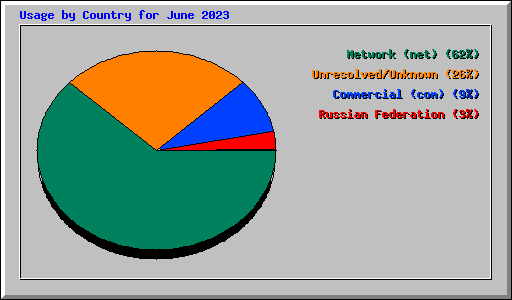 Usage by Country for June 2023
Network (net) (62%)
Unresolved/Unknown (26%)
Commercial (com) (9%)
Russian Federation (3%)